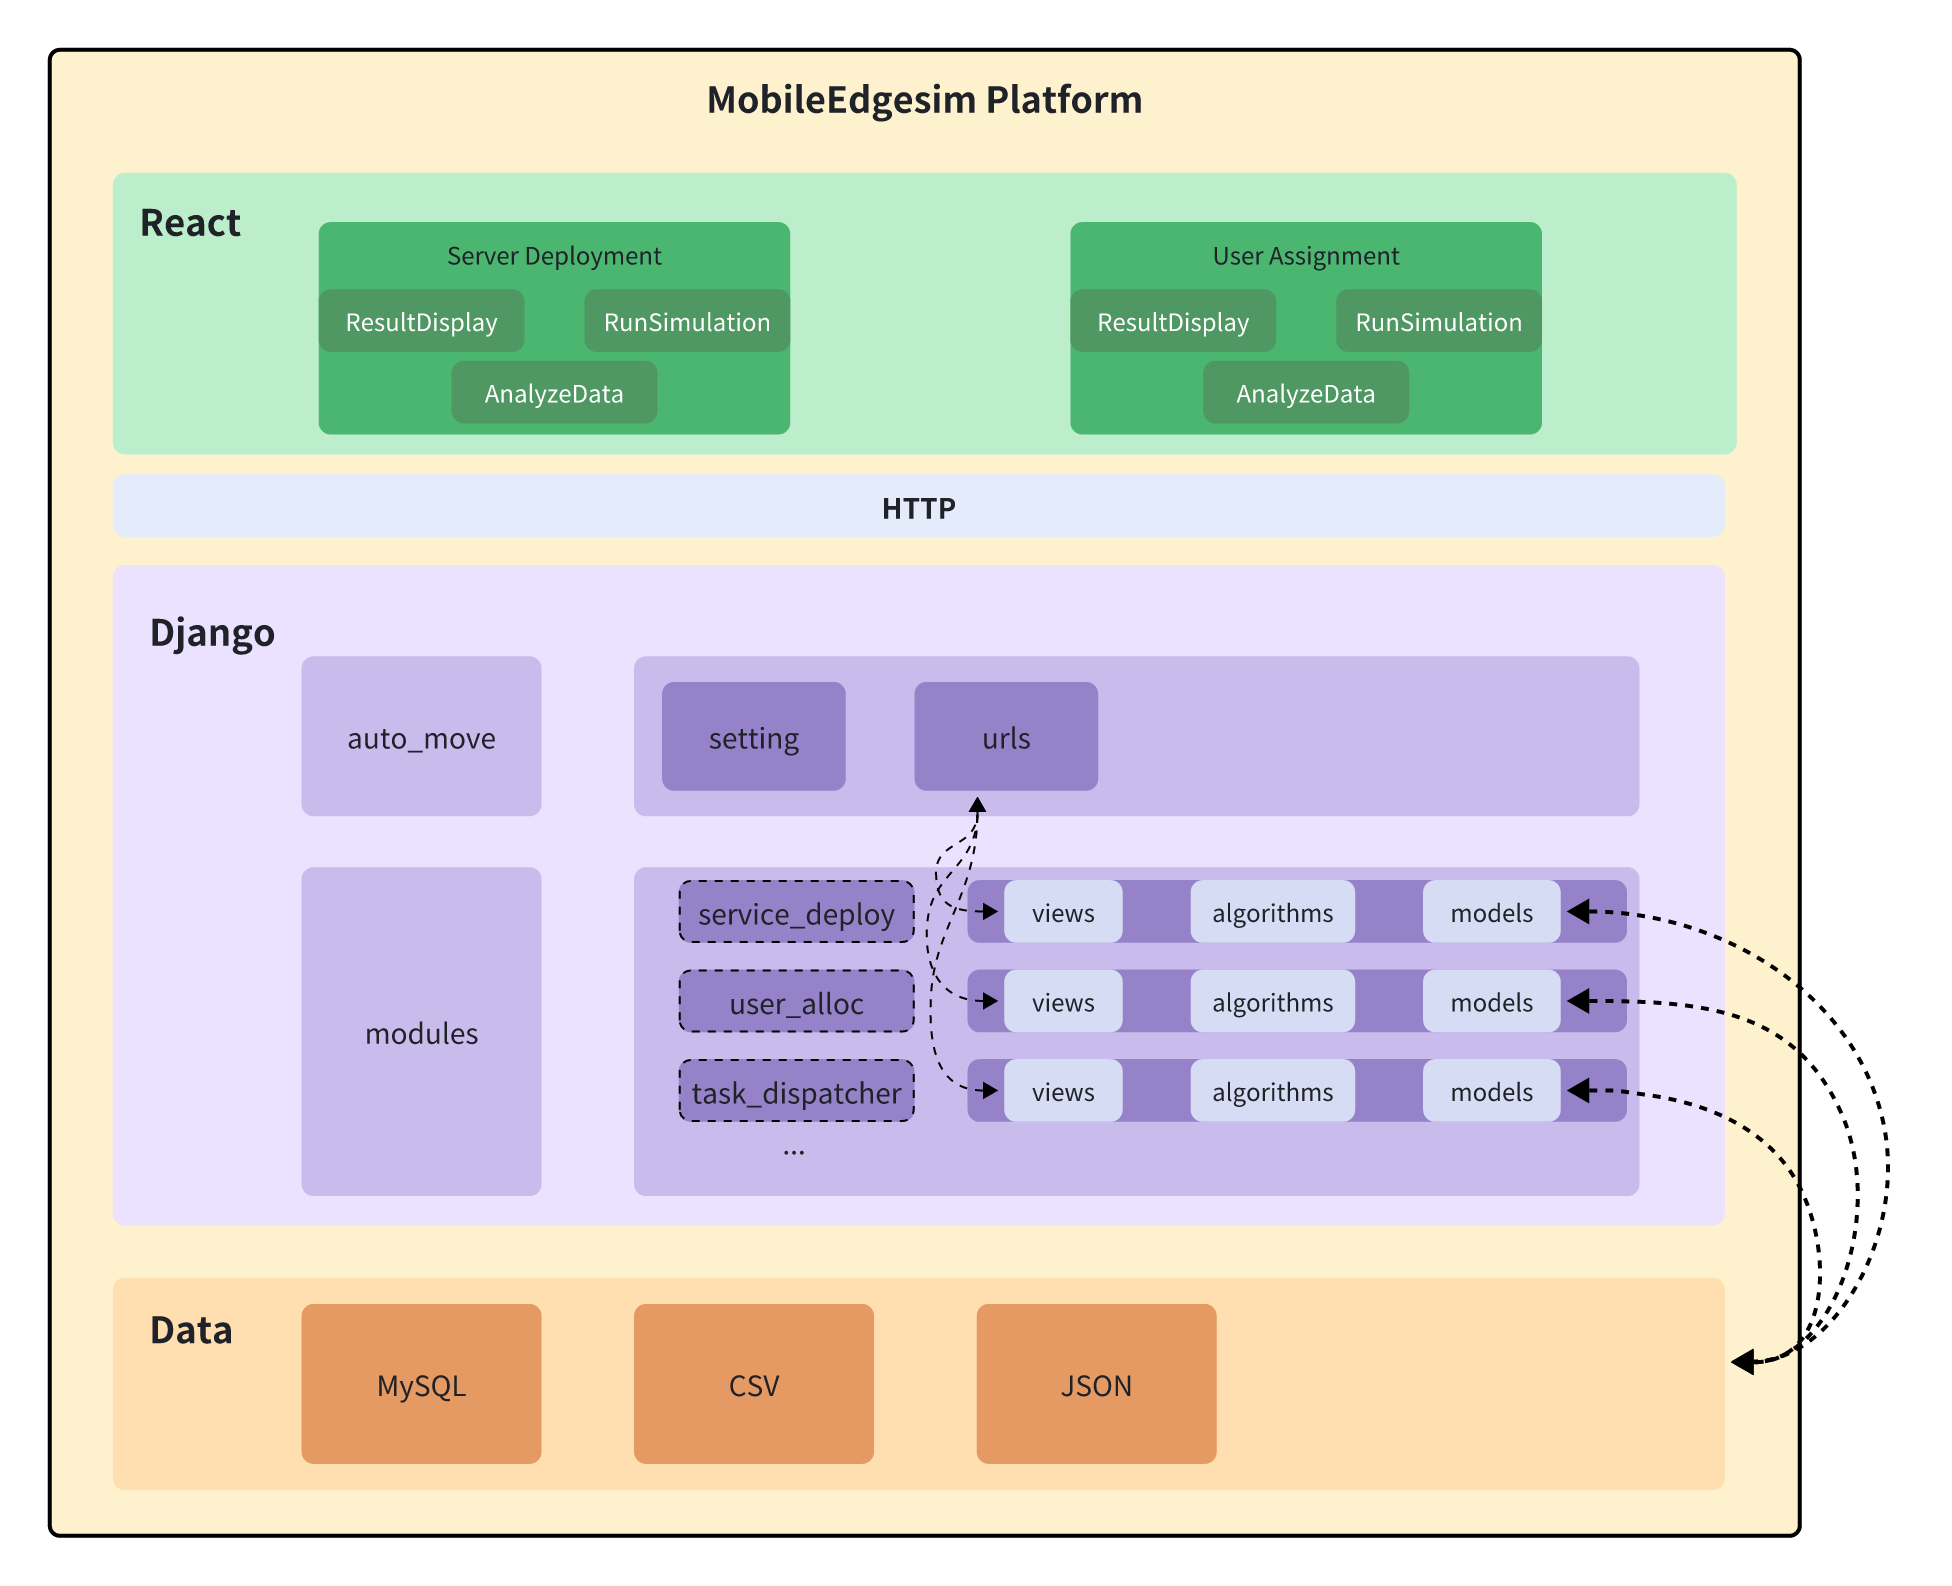 MobileEdgesim Platform
React
Server Deployment
ResultDisplay
RunSimulation
AnalyzeData
User Assignment
ResultDisplay
RunSimulation
AnalyzeData
HTTP
Django
auto_move
setting
urls
modules
service_deploy
views
algorithms
models
user_alloc
views
algorithms
models
task_dispatcher
views
algorithms
models
...
Data
MySQL
CSV
JSON